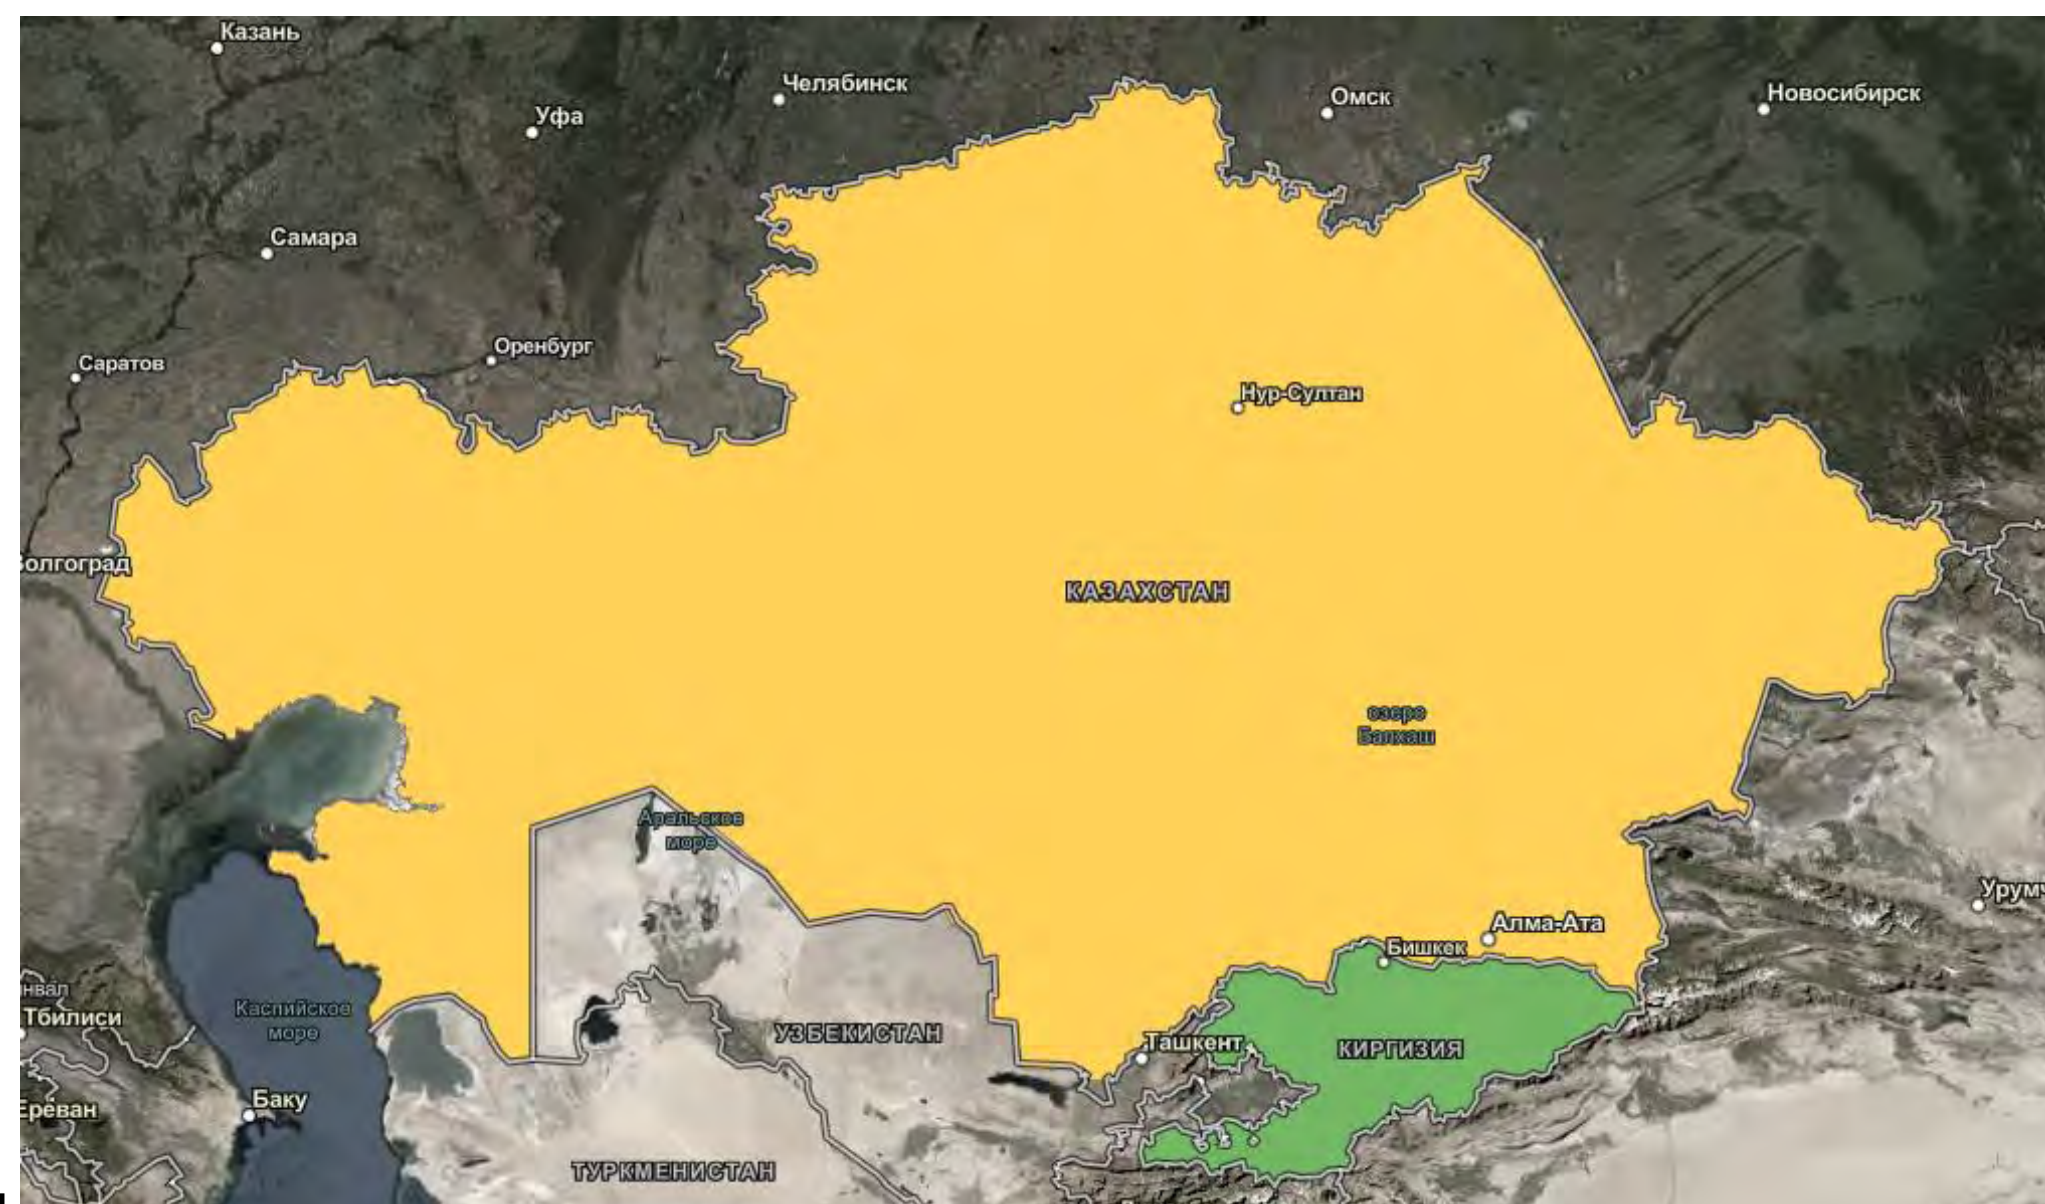 Казань
Челябинск
Омск
Новосибирск
Уфа
Самара
Оренбург
Саратов
Нур-Султан
олгоград
КАЗАХСТАН
озеро
Балхаш
Аральское
море
Урумч
Алма-Ата
Бишкек
нвал
Тбилиси
Каспийское
море
УЗБЕКИСТАН
Ташкент
КИРГИЗИЯ
Баку
Ереван
ТУРКМЕНИСТАН